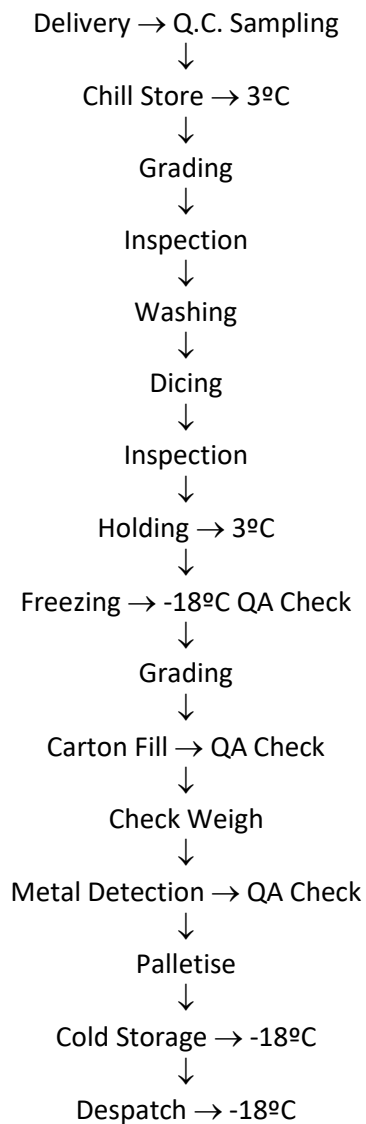 Delivery → Q.C. Sampling
↓
Chill Store → 3ºC
↓
Grading
↓
Inspection
↓
Washing
↓
Dicing
↓
Inspection
↓
Holding → 3ºC
↓
Freezing → -18ºC QA Check
↓
Grading
↓
Carton Fill → QA Check
↓
Check Weigh
↓
Metal Detection → QA Check
↓
Palletise
↓
Cold Storage → -18ºC
↓
Despatch → -18ºC